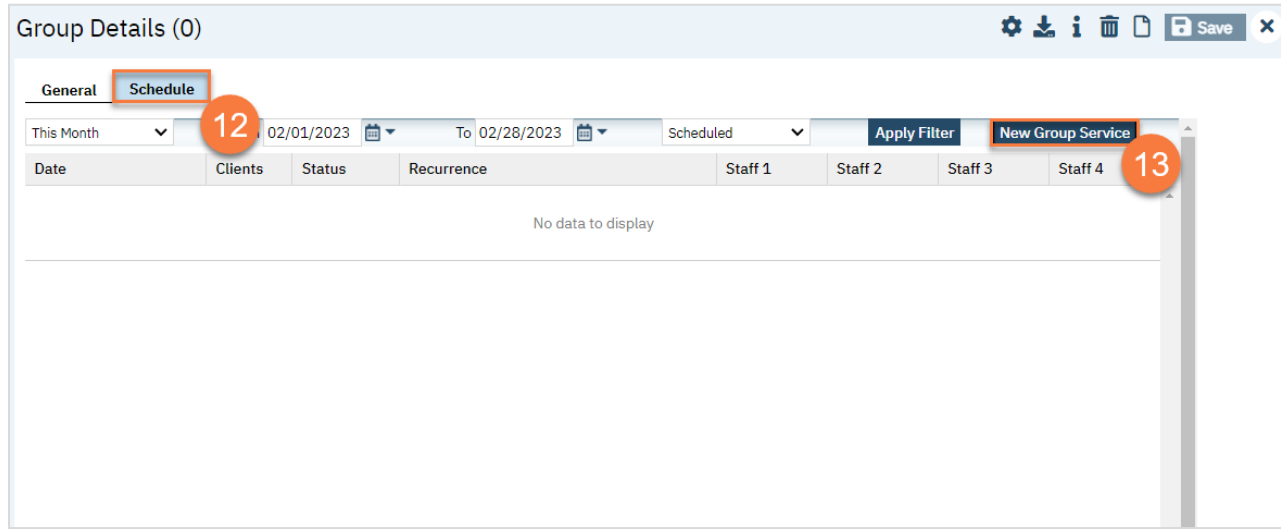 Group Details (0)
Save
General Schedule
This Month 12 02/01/2023 To 02/28/2023 Scheduled Apply Filter New Group Service
13
Date Clients Status Recurrence Staff 1 Staff 2 Staff 3 Staff 4
No data to display